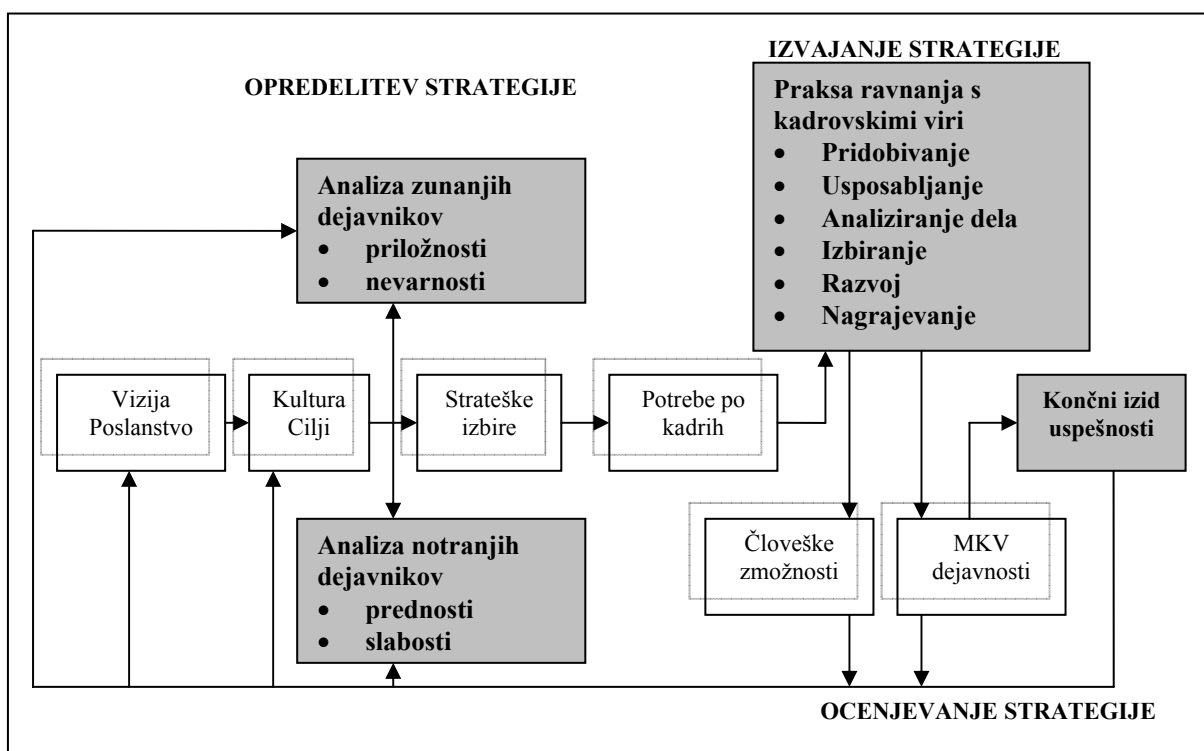 IZVAJANJE STRATEGIJE
OPREDELITEV STRATEGIJE
Praksa ravnanja s
kadrovskimi viri
• Pridobivanje
• Usposabljanje
• Analiziranje dela
• Izbiranje
• Razvoj
• Nagrajevanje
Analiza zunanjih
dejavnikov
• priložnosti
• nevarnosti
Vizija
Poslanstvo
Kultura
Cilji
Strateške
izbire
Potrebe po
kadrih
Končni izid
uspešnosti
Analiza notranjih
dejavnikov
• prednosti
• slabosti
Človeške
zmožnosti
MKV
dejavnosti
OCENJEVANJE STRATEGIJE